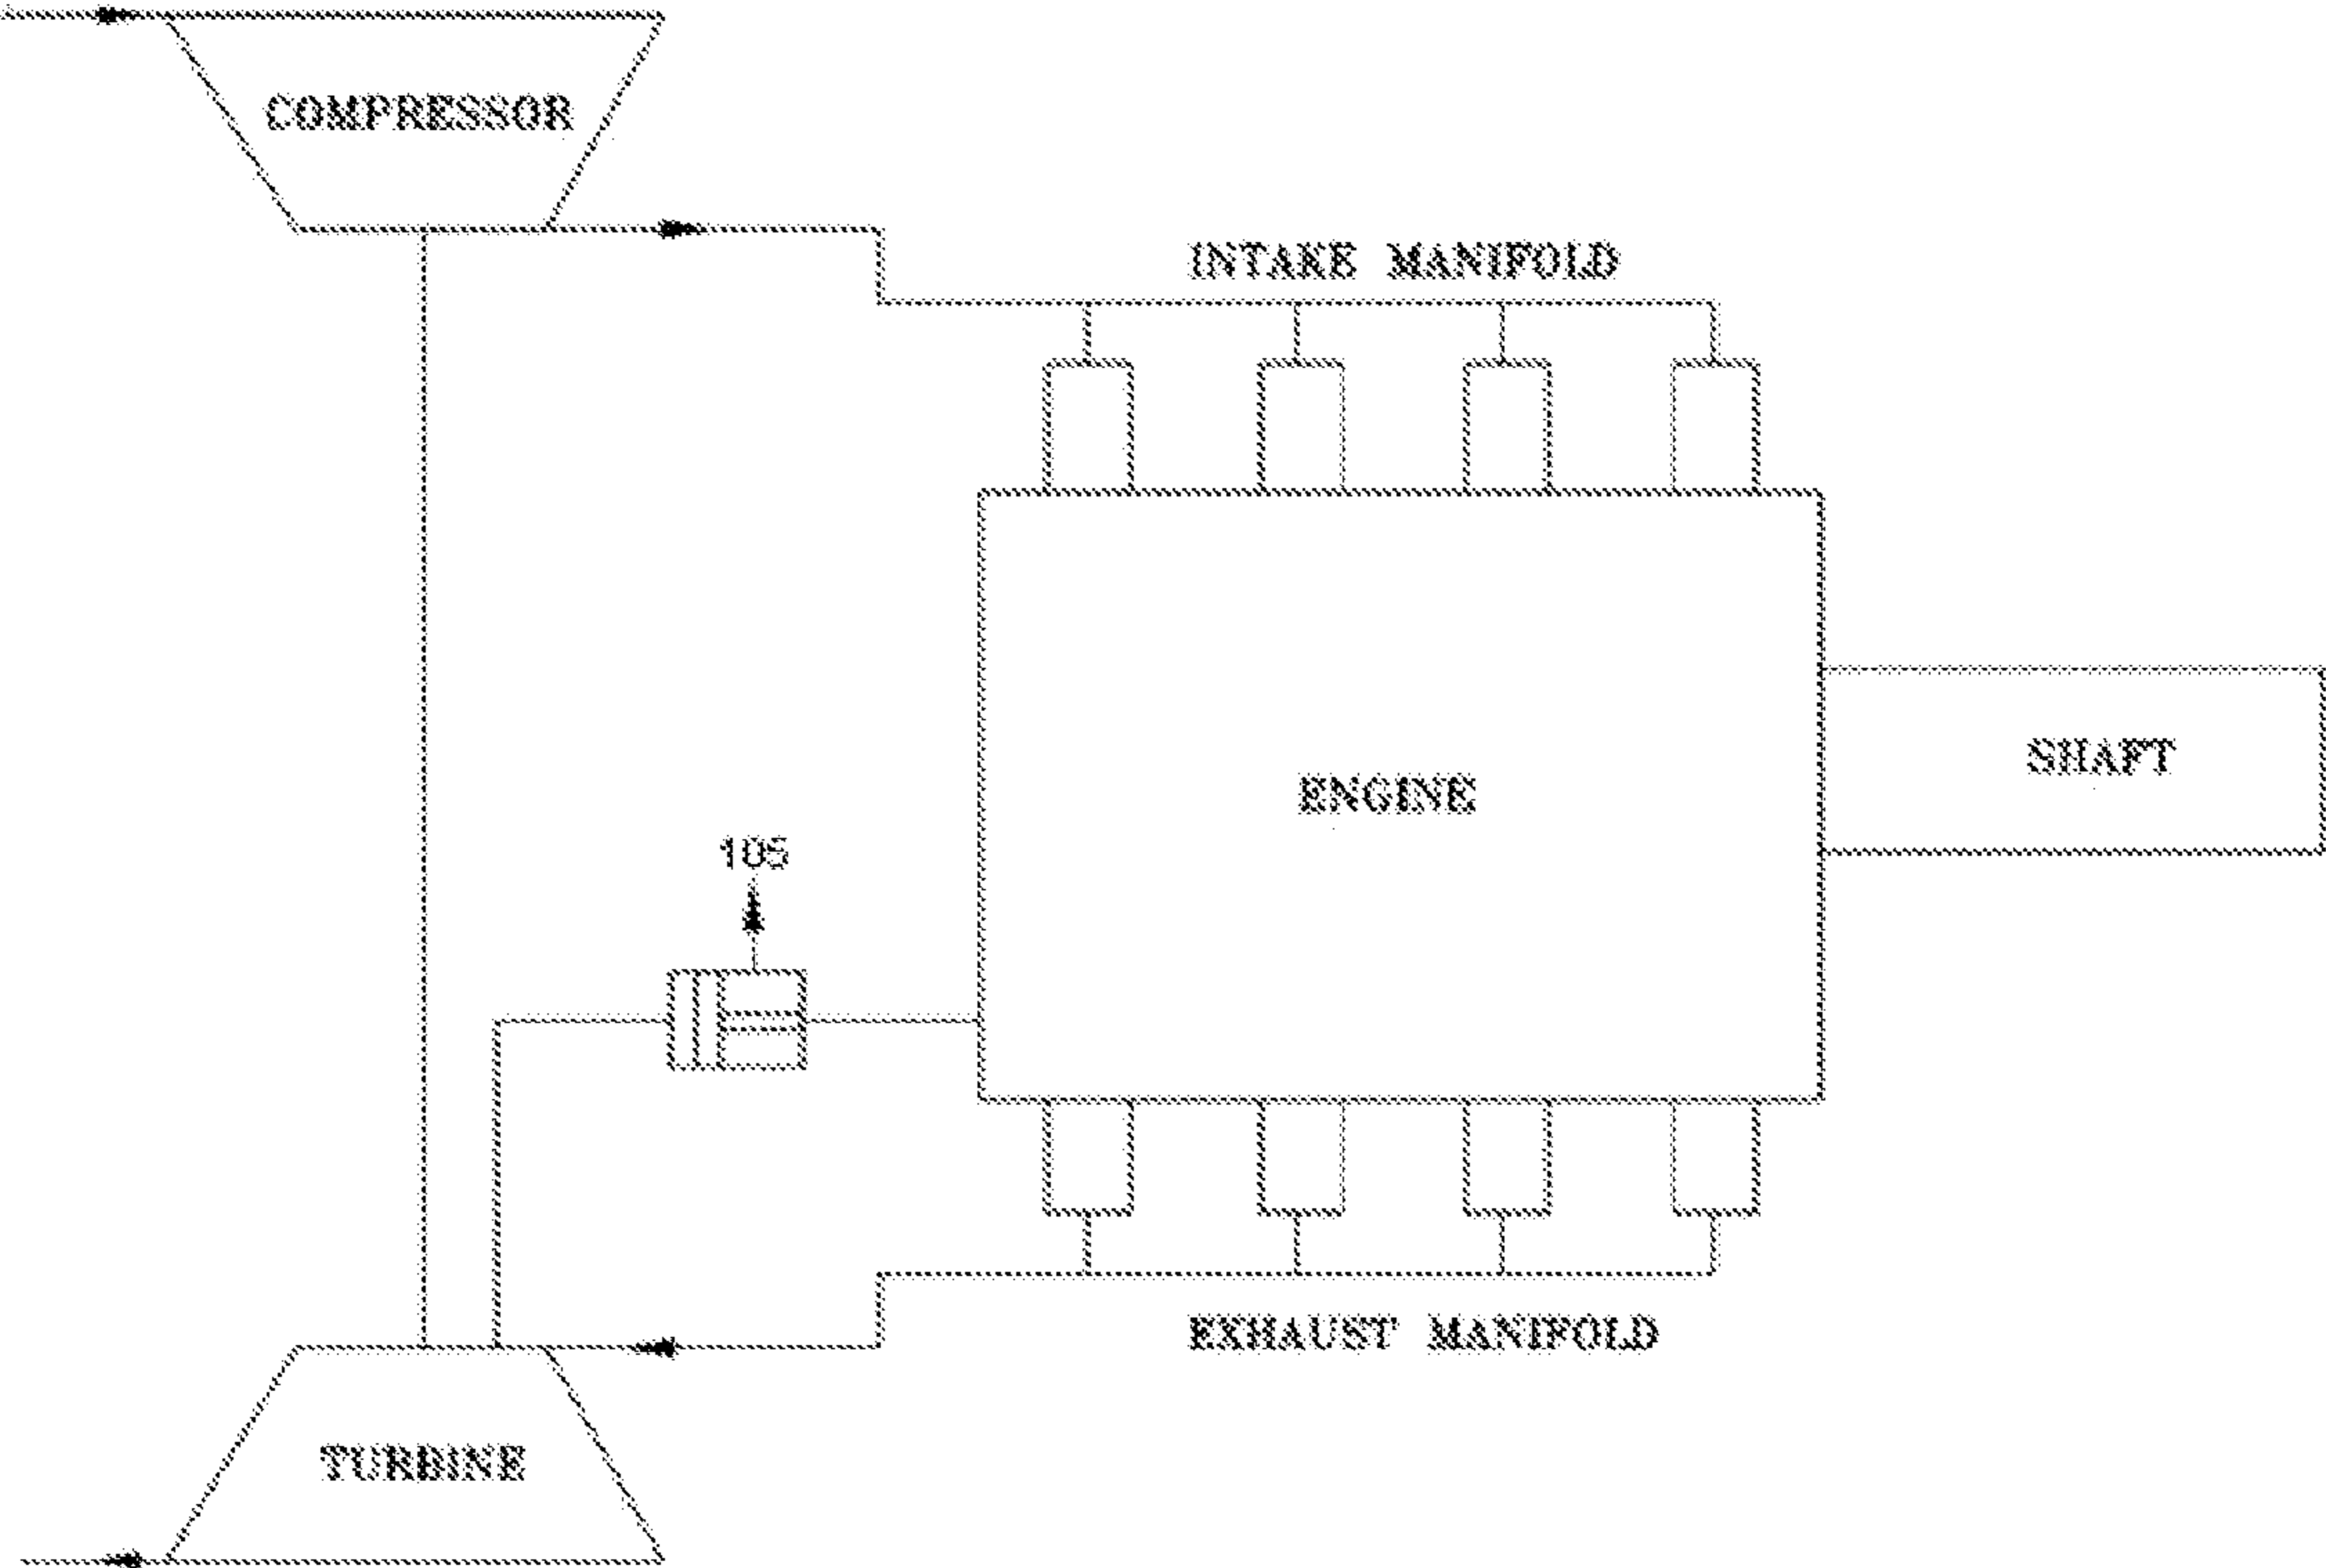 COMPRESSOR
INTAKE MANIFOLD
SHAFT
ENGINE
105
EXHAUST MANIFOLD
TURBINE